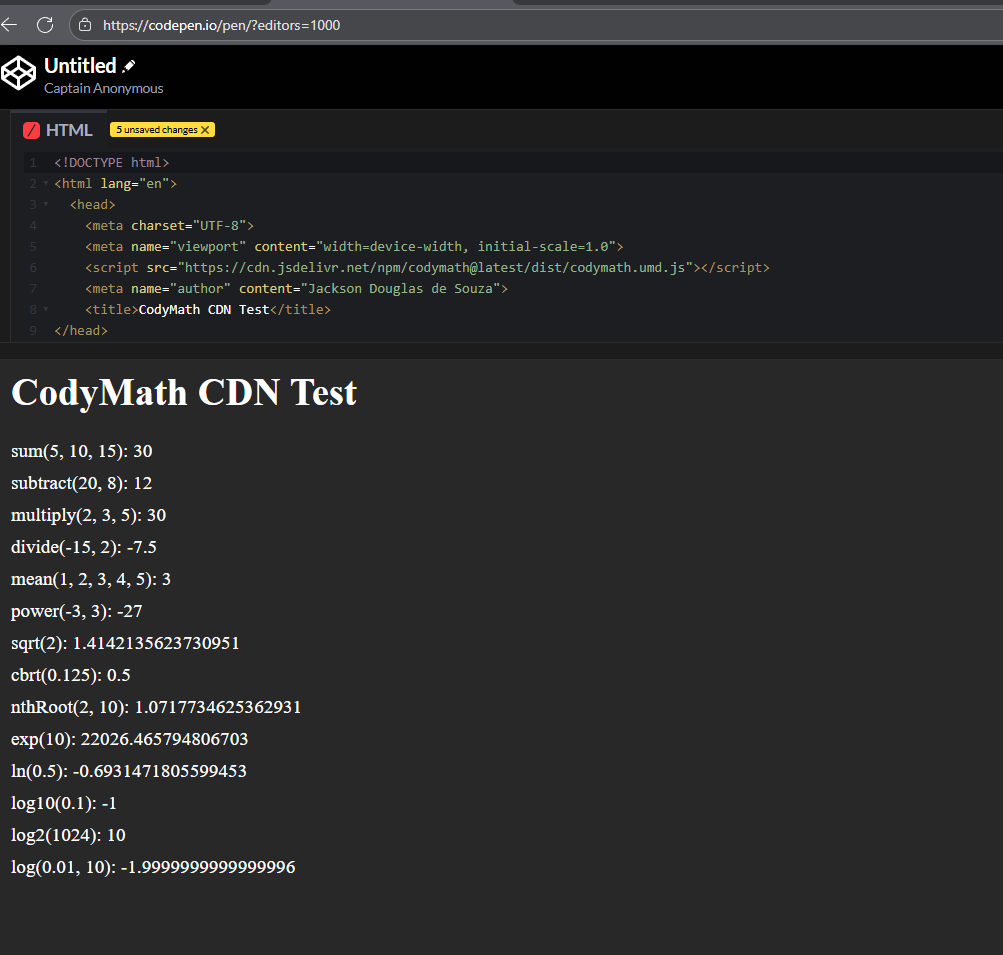 https://codepen.io/pen/?editors=1000
Untitled
Captain Anonymous
/ HTML 5 unsaved changes X
1 <!DOCTYPE html>
2 <html lang="en">
3 <head>
4 <meta charset="UTF-8">
5 <meta name="viewport" content="width=device-width, initial-scale=1.0">
6 <script src="https://cdn.jsdelivr.net/npm/codymath@latest/dist/codymath.umd.js"></script>
7 <meta name="author" content="Jackson Douglas de Souza">
8 <title>CodyMath CDN Test</title>
9 </head>
CodyMath CDN Test
sum(5, 10, 15): 30
subtract(20, 8): 12
multiply(2, 3, 5): 30
divide(-15, 2): -7.5
mean(1, 2, 3, 4, 5): 3
power(-3, 3): -27
sqrt(2): 1.4142135623730951
cbrt(0.125): 0.5
nthRoot(2, 10): 1.0717734625362931
exp(10): 22026.465794806703
ln(0.5): -0.6931471805599453
log10(0.1): -1
log2(1024): 10
log(0.01, 10): -1.9999999999999996